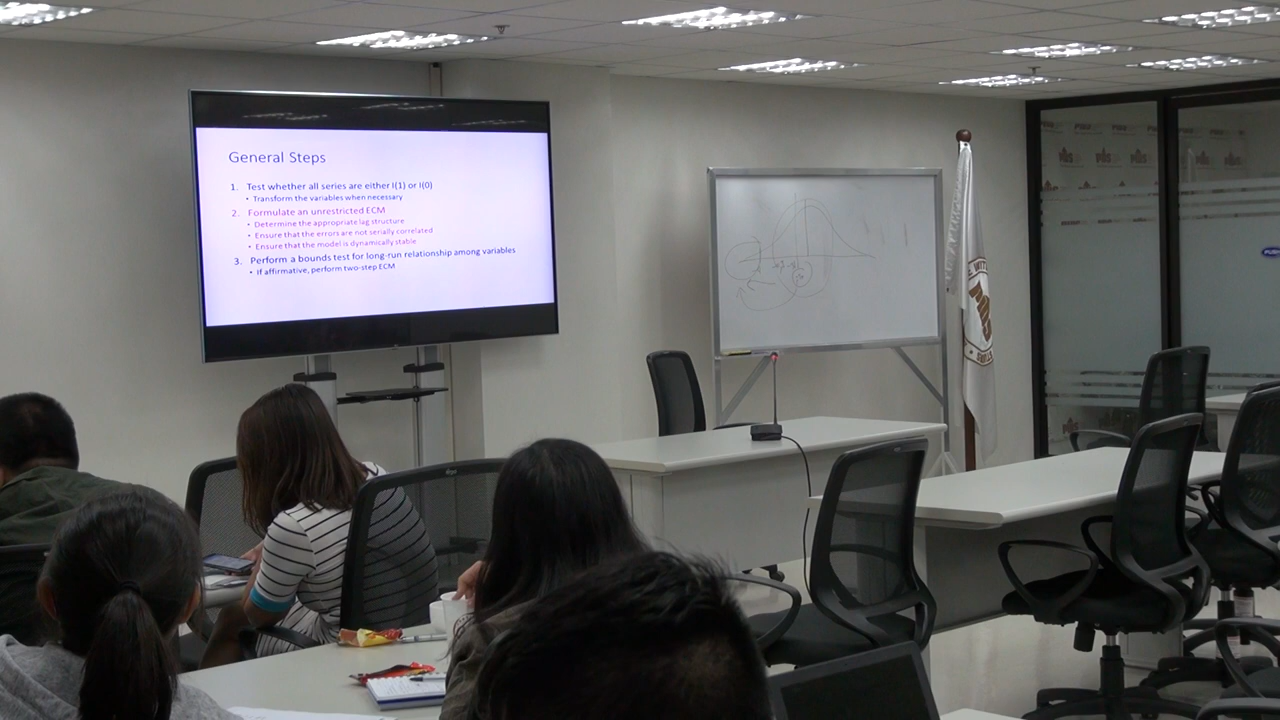 General Steps
1. Test whether all series are either I(1) or I(0)
• Transform the variables when necessary
2. Formulate an unrestricted ECM
• Determine the appropriate lag structure
• Ensure that the errors are not serially correlated
• Ensure that the model is dynamically stable
3. Perform a bounds test for long-run relationship among variables
• If affirmative, perform two-step ECM
PIDS
PUSH